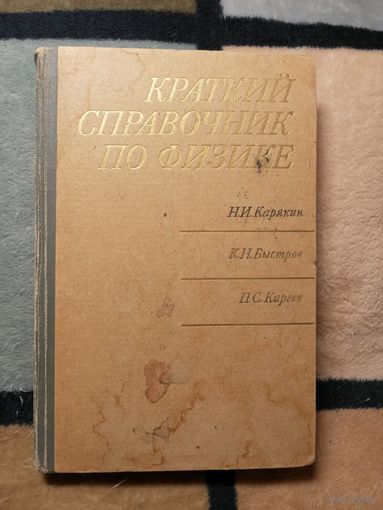 КРАТКИЙ
СПРАВОЧНИК
ПО ФИЗИКЕ
Н.И.Карякин
К.Н.Быстров
П.С.Киреев